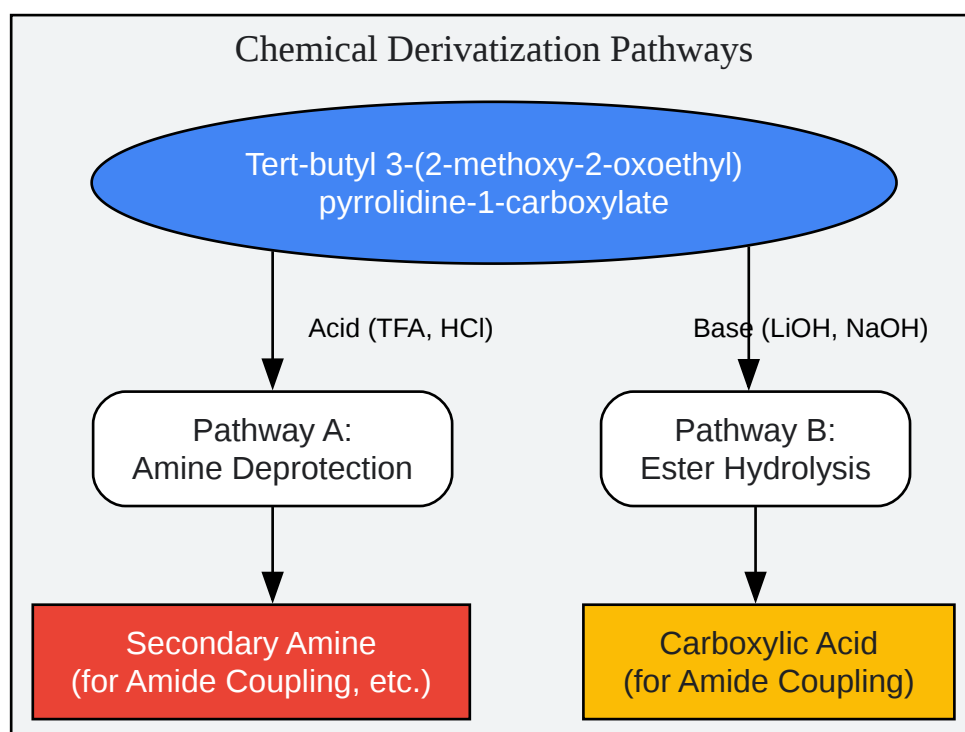 Chemical Derivatization Pathways
Tert-butyl 3-(2-methoxy-2-oxoethyl)
pyrrolidine-1-carboxylate
Acid (TFA, HCl)
Base (LiOH, NaOH)
Pathway A:
Amine Deprotection
Pathway B:
Ester Hydrolysis
Secondary Amine
(for Amide Coupling, etc.)
Carboxylic Acid
(for Amide Coupling)